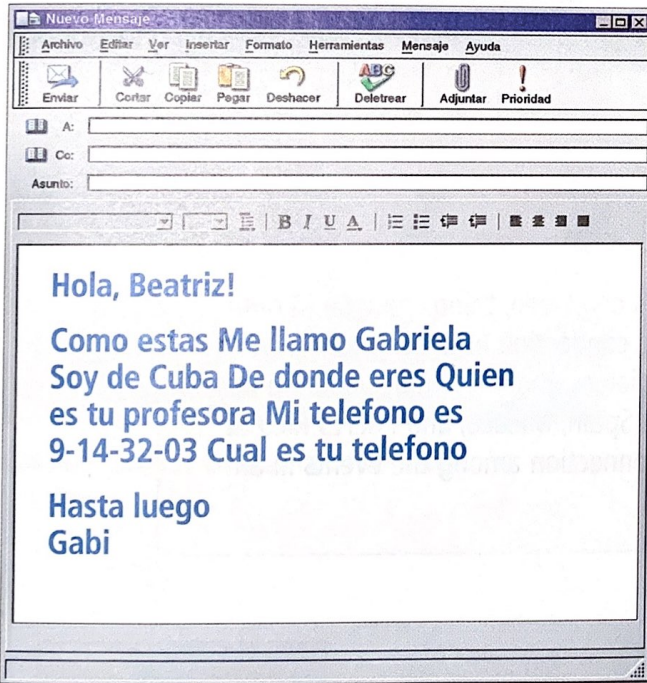 Nuevo Mensaje
Archivo Editar Ver Insertar Formato Herramientas Mensaje Ayuda
ABC
Enviar Cortar Copiar Pegar Deshacer Deletrear Adjuntar Prioridad
A:
Cc:
Asunto:
B I U A
Hola, Beatriz!
Como estas Me llamo Gabriela
Soy de Cuba De donde eres Quien
es tu profesora Mi telefono es
9-14-32-03 Cual es tu telefono
Hasta luego
Gabi